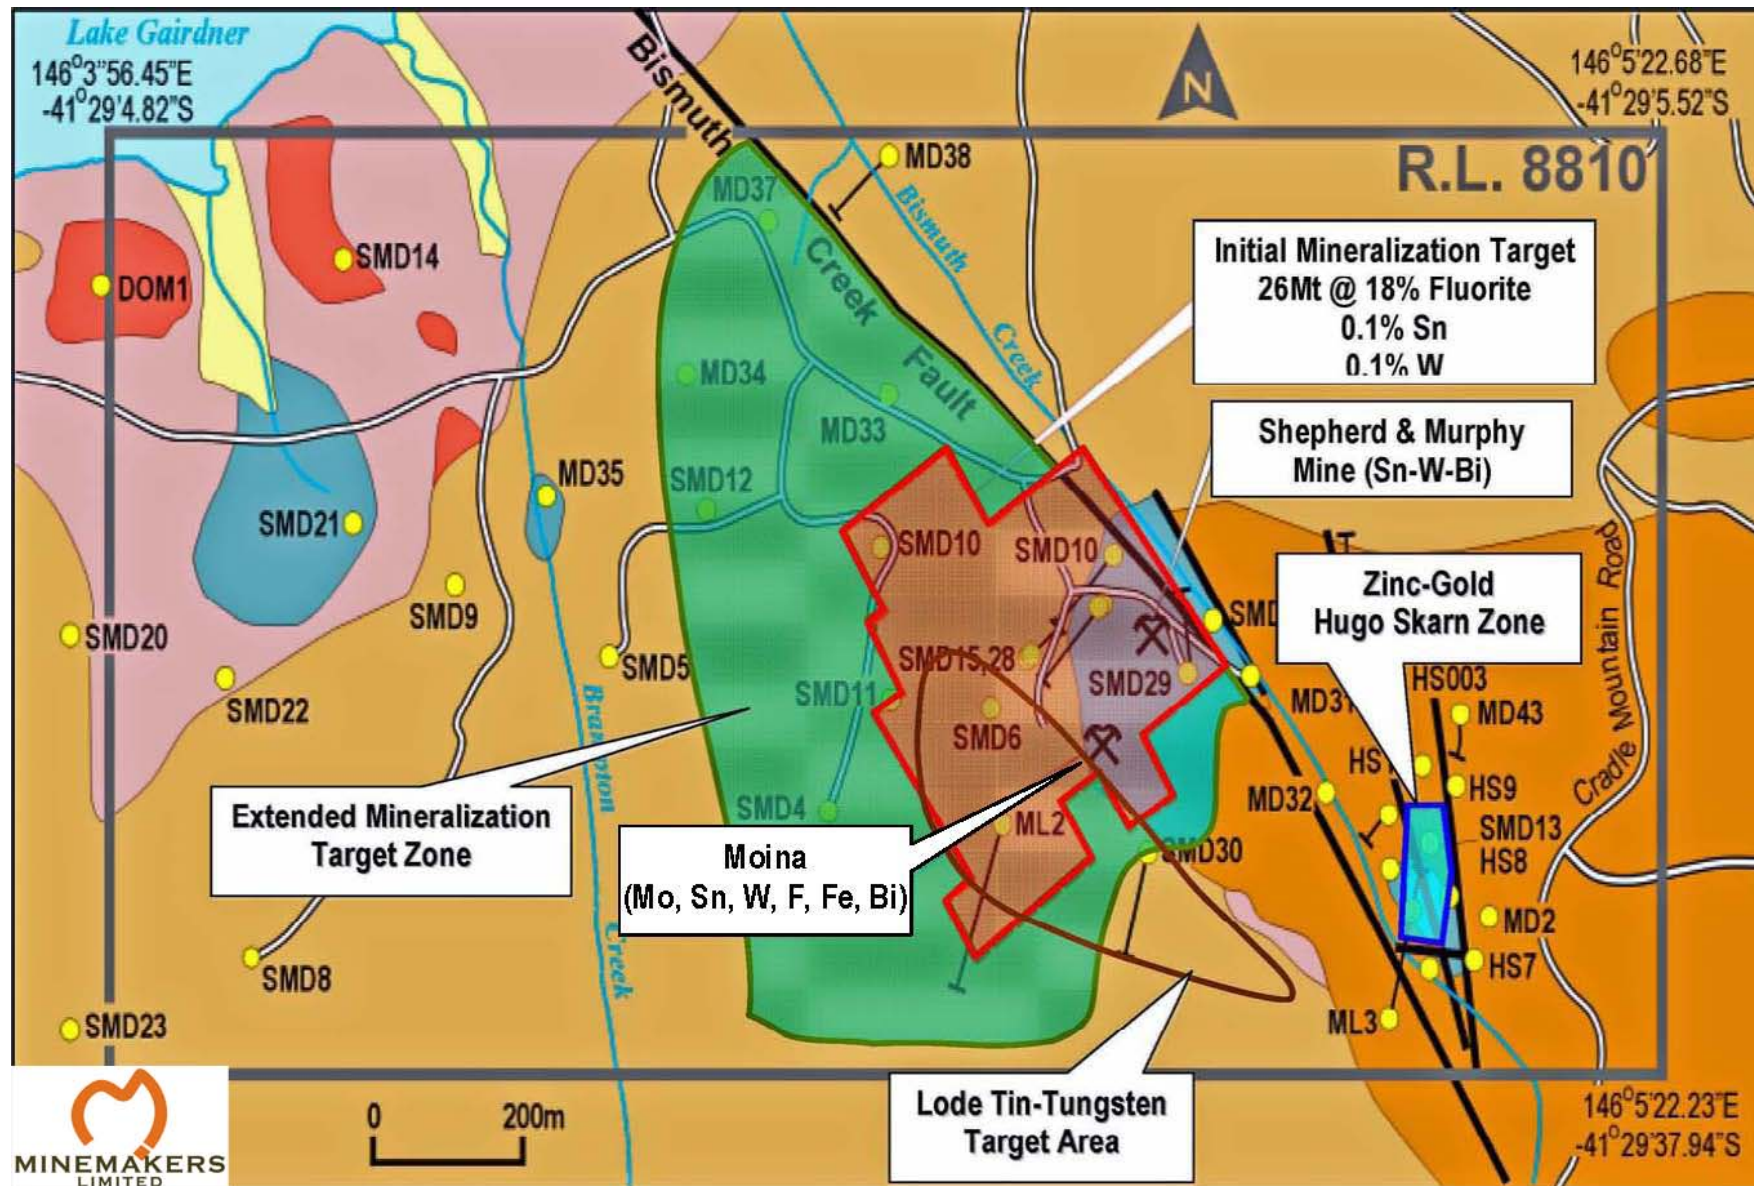 Lake Gairdner
146°3"56.45"E
-41°29'4.82"S
Bismuth
N
146°5'22.68"E
-41°29'5.52"S
R.L. 8810
MD38
MD37
Bismuth
Creek
Creek
Fault
SMD14
DOM1
Initial Mineralization Target
26Mt @ 18% Fluorite
0.1% Sn
0.1% W
MD34
MD33
Shepherd & Murphy
Mine (Sn-W-Bi)
MD35
SMD12
SMD21
SMD10
SMD10
Zinc-Gold
Hugo Skarn Zone
Cradle Mountain Road
SMD9
SMD20
SMD5
SMD15,28
SMD
SMD29
SMD22
SMD11
SMD6
MD31
HS003
MD43
Brampton
Creek
HS1
HS9
MD32
Extended Mineralization
Target Zone
SMD4
ML2
Moina
(Mo, Sn, W, F, Fe, Bi)
SMD30
SMD13
HS8
MD2
SMD8
HS7
SMD23
ML3
Lode Tin-Tungsten
Target Area
0 200m
146°5'22.23"E
-41°29'37.94"S
MINEMAKERS
LIMITED